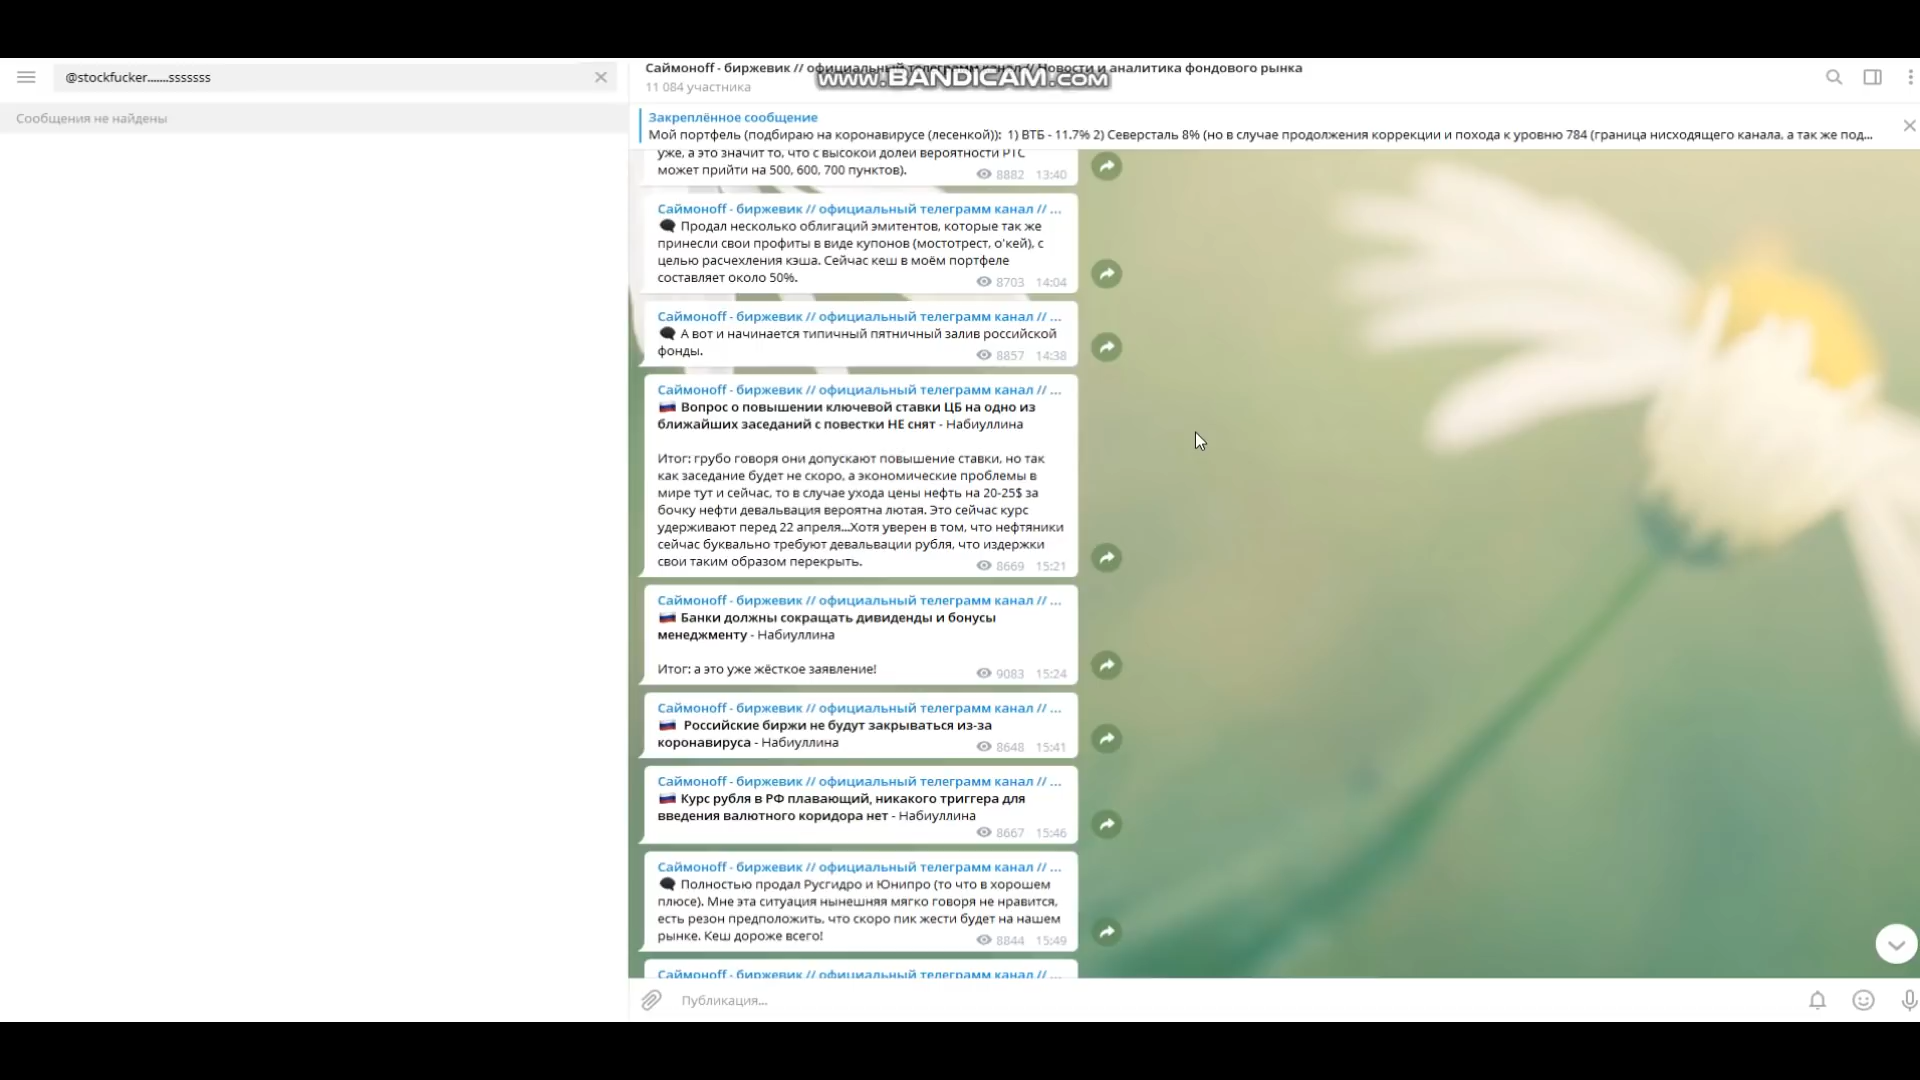 @stockfucker.......sssssss
Сообщения не найдены
Саймоноff - биржевик // официальный телеграмм канал // Новости и аналитика фондового рынка
www.BANDICAM.com
11 084 участника
Закреплённое сообщение
Мой портфель (подбираю на коронавирусе (лесенкой)): 1) ВТБ - 11.7% 2) Северсталь 8% (но в случае продолжения коррекции и похода к уровню 784 (граница нисходящего канала, а так же под...
уже, а это значит то, что с высокой долей вероятности РТС
может прийти на 500, 600, 700 пунктов).
8882 13:40
Саймоноff - биржевик // официальный телеграмм канал // ...
Продал несколько облигаций эмитентов, которые так же
принесли свои профиты в виде купонов (мостотрест, о'кей), с
целью расчехления кэша. Сейчас кеш в моём портфеле
составляет около 50%.
8703 14:04
Саймоноff - биржевик // официальный телеграмм канал // ...
А вот и начинается типичный пятничный залив российской
фонды.
8857 14:38
Саймоноff - биржевик // официальный телеграмм канал // ...
Вопрос о повышении ключевой ставки ЦБ на одно из
ближайших заседаний с повестки НЕ снят - Набиуллина
Итог: грубо говоря они допускают повышение ставки, но так
как заседание будет не скоро, а экономические проблемы в
мире тут и сейчас, то в случае ухода цены нефть на 20-25$ за
бочку нефти девальвация вероятна лютая. Это сейчас курс
удерживают перед 22 апреля...Хотя уверен в том, что нефтяники
сейчас буквально требуют девальвации рубля, что издержки
свои таким образом перекрыть.
8669 15:21
Саймоноff - биржевик // официальный телеграмм канал // ...
Банки должны сокращать дивиденды и бонусы
менеджменту - Набиуллина
Итог: а это уже жёсткое заявление!
9083 15:24
Саймоноff - биржевик // официальный телеграмм канал // ...
Российские биржи не будут закрываться из-за
коронавируса - Набиуллина
8648 15:41
Саймоноff - биржевик // официальный телеграмм канал // ...
Курс рубля в РФ плавающий, никакого триггера для
введения валютного коридора нет - Набиуллина
8667 15:46
Саймоноff - биржевик // официальный телеграмм канал // ...
Полностью продал Русгидро и Юнипро (то что в хорошем
плюсе). Мне эта ситуация нынешняя мягко говоря не нравится,
есть резон предположить, что скоро пик жести будет на нашем
рынке. Кеш дороже всего!
8844 15:49
Саймоноff - биржевик // официальный телеграмм канал // ...
Публикация...